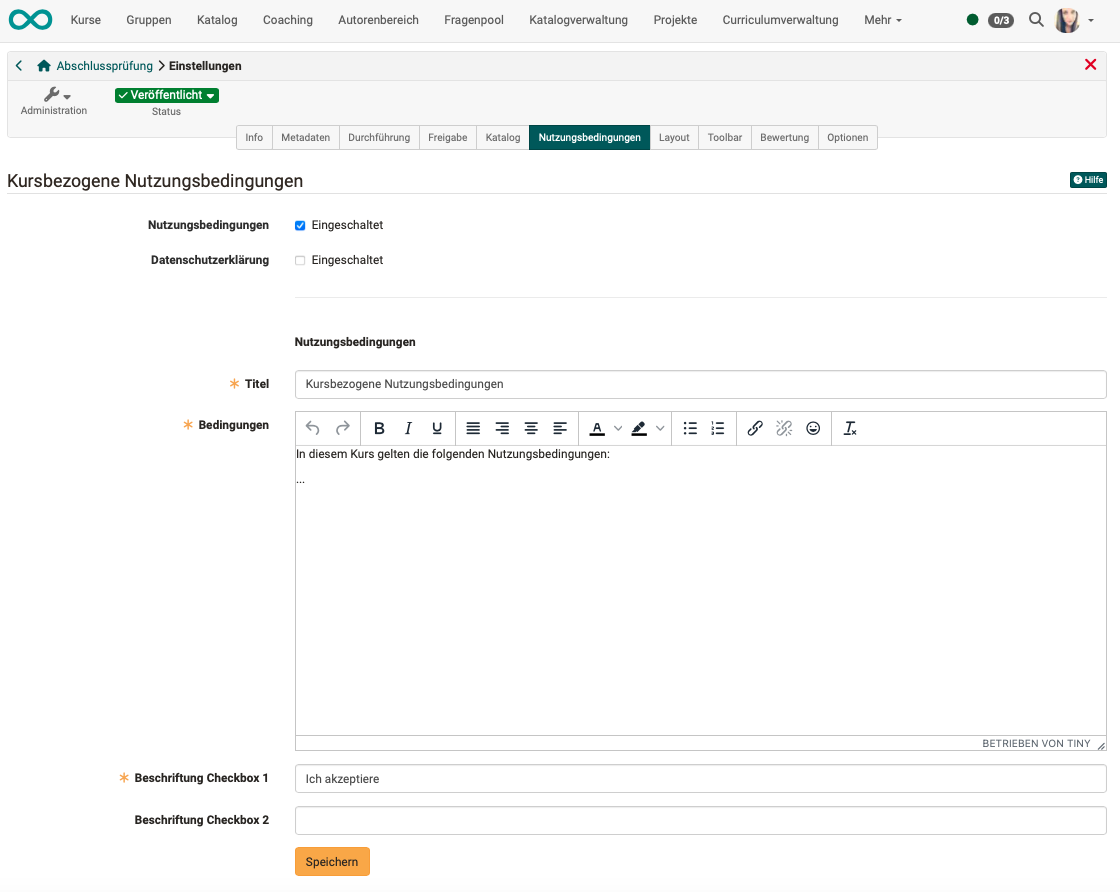 Kurse Gruppen Katalog Coaching Autorenbereich Fragenpool Katalogverwaltung Projekte Curriculumverwaltung Mehr 0/3
Abschlussprüfung Einstellungen
Administration
Veröffentlicht
Status
Info Metadaten Durchführung Freigabe Katalog Nutzungsbedingungen Layout Toolbar Bewertung Optionen
Kursbezogene Nutzungsbedingungen
Hilfe
Nutzungsbedingungen Eingeschaltet
Datenschutzerklärung Eingeschaltet
Nutzungsbedingungen
Titel Kursbezogene Nutzungsbedingungen
Bedingungen
In diesem Kurs gelten die folgenden Nutzungsbedingungen:
...
BETRIEBEN VON TINY
Beschriftung Checkbox 1 Ich akzeptiere
Beschriftung Checkbox 2
Speichern